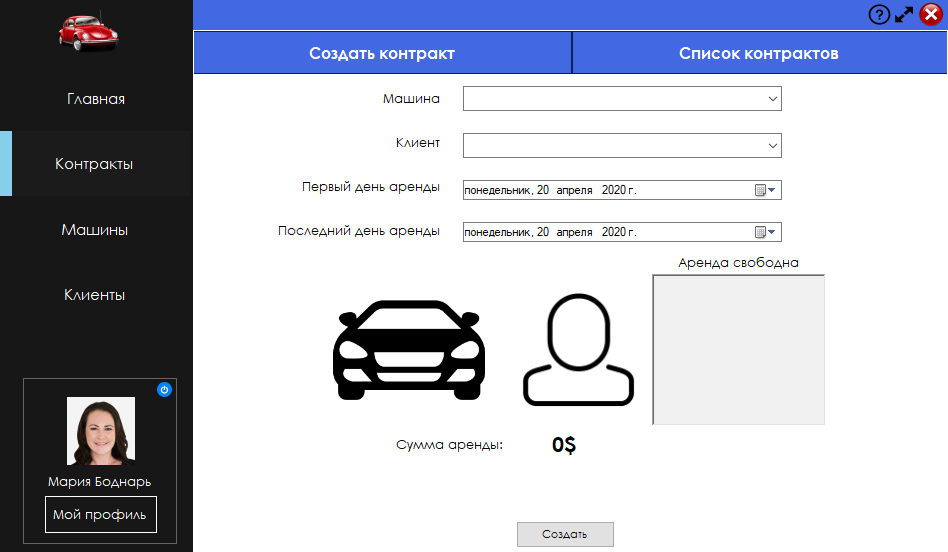 ?
Создать контракт
Список контрактов
Главная
Контракты
Машины
Клиенты
Мария Боднарь
Мой профиль
Машина
Клиент
Первый день аренды
понедельник, 20 апреля 2020 г.
Последний день аренды
понедельник, 20 апреля 2020 г.
Аренда свободна
Сумма аренды: 0$
Создать